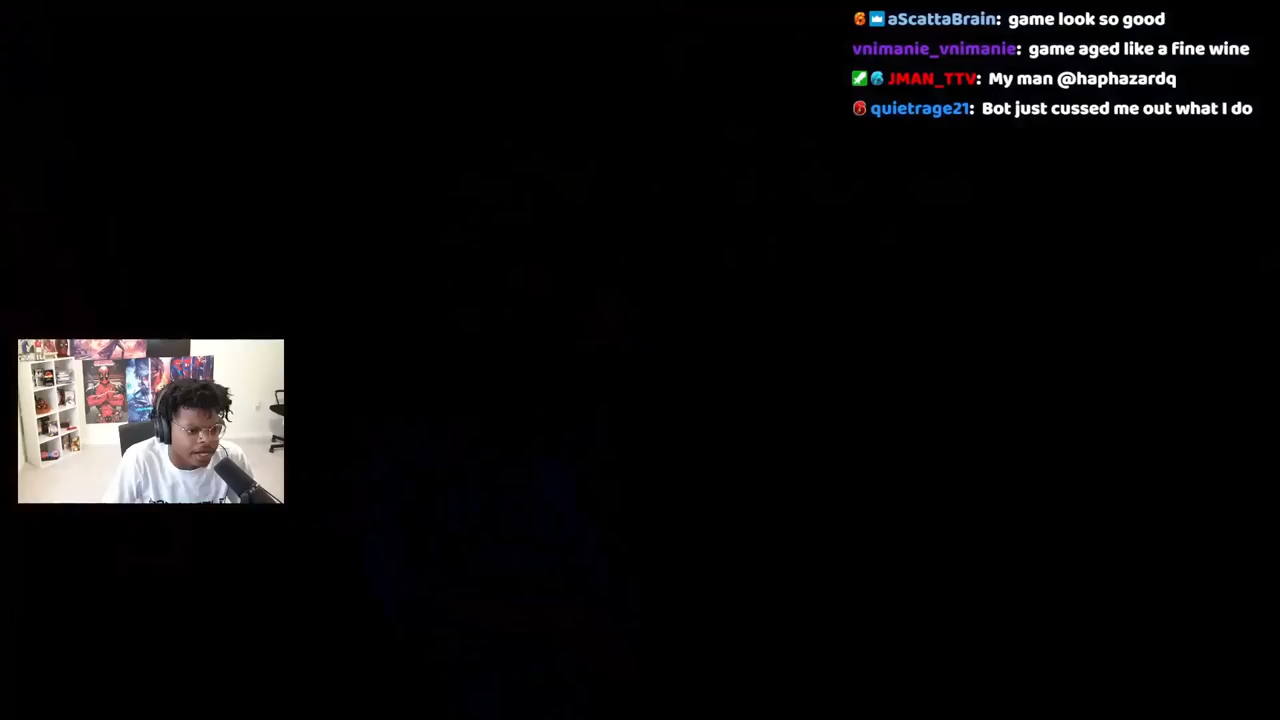 aScattaBrain: game look so good
vnimanie_vnimanie: game aged like a fine wine
JMAN_TTV: My man @haphazardq
quietrage21: Bot just cussed me out what I do